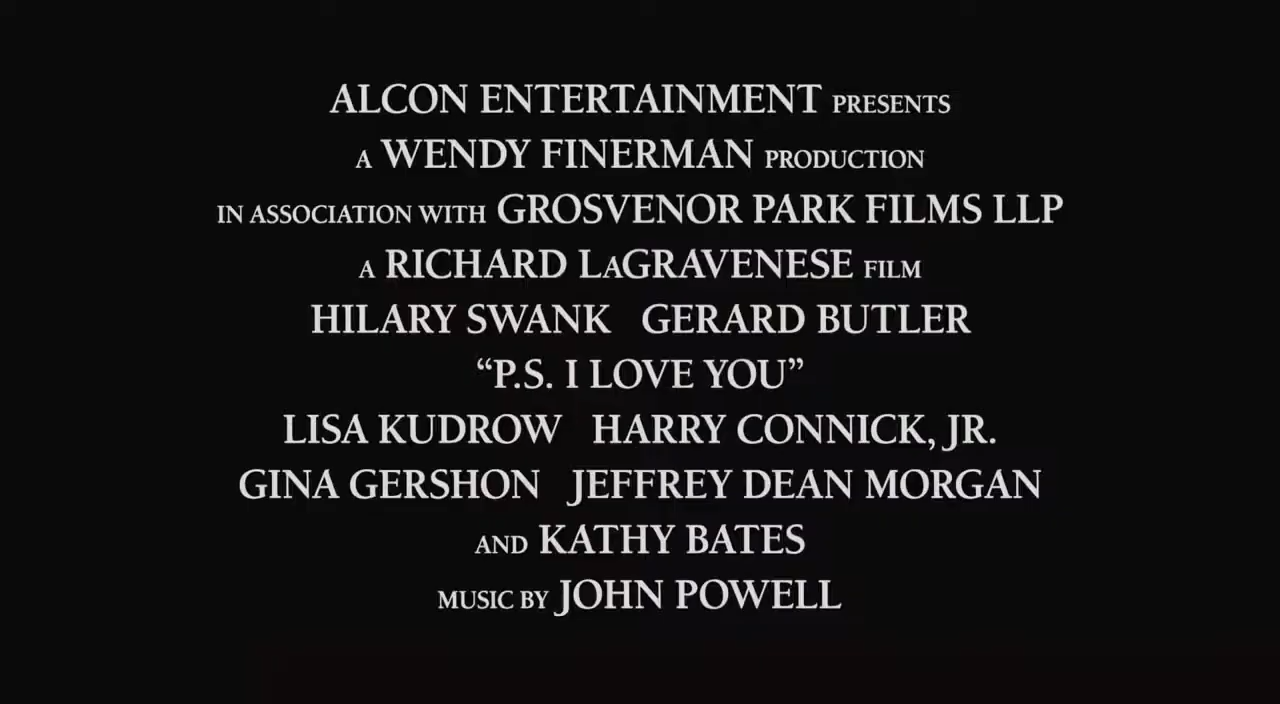 ALCON ENTERTAINMENT PRESENTS
A WENDY FINERMAN PRODUCTION
IN ASSOCIATION WITH GROSVENOR PARK FILMS LLP
A RICHARD LAGRAVENESE FILM
HILARY SWANK GERARD BUTLER
“P.S. I LOVE YOU”
LISA KUDROW HARRY CONNICK, JR.
GINA GERSHON JEFFREY DEAN MORGAN
AND KATHY BATES
MUSIC BY JOHN POWELL